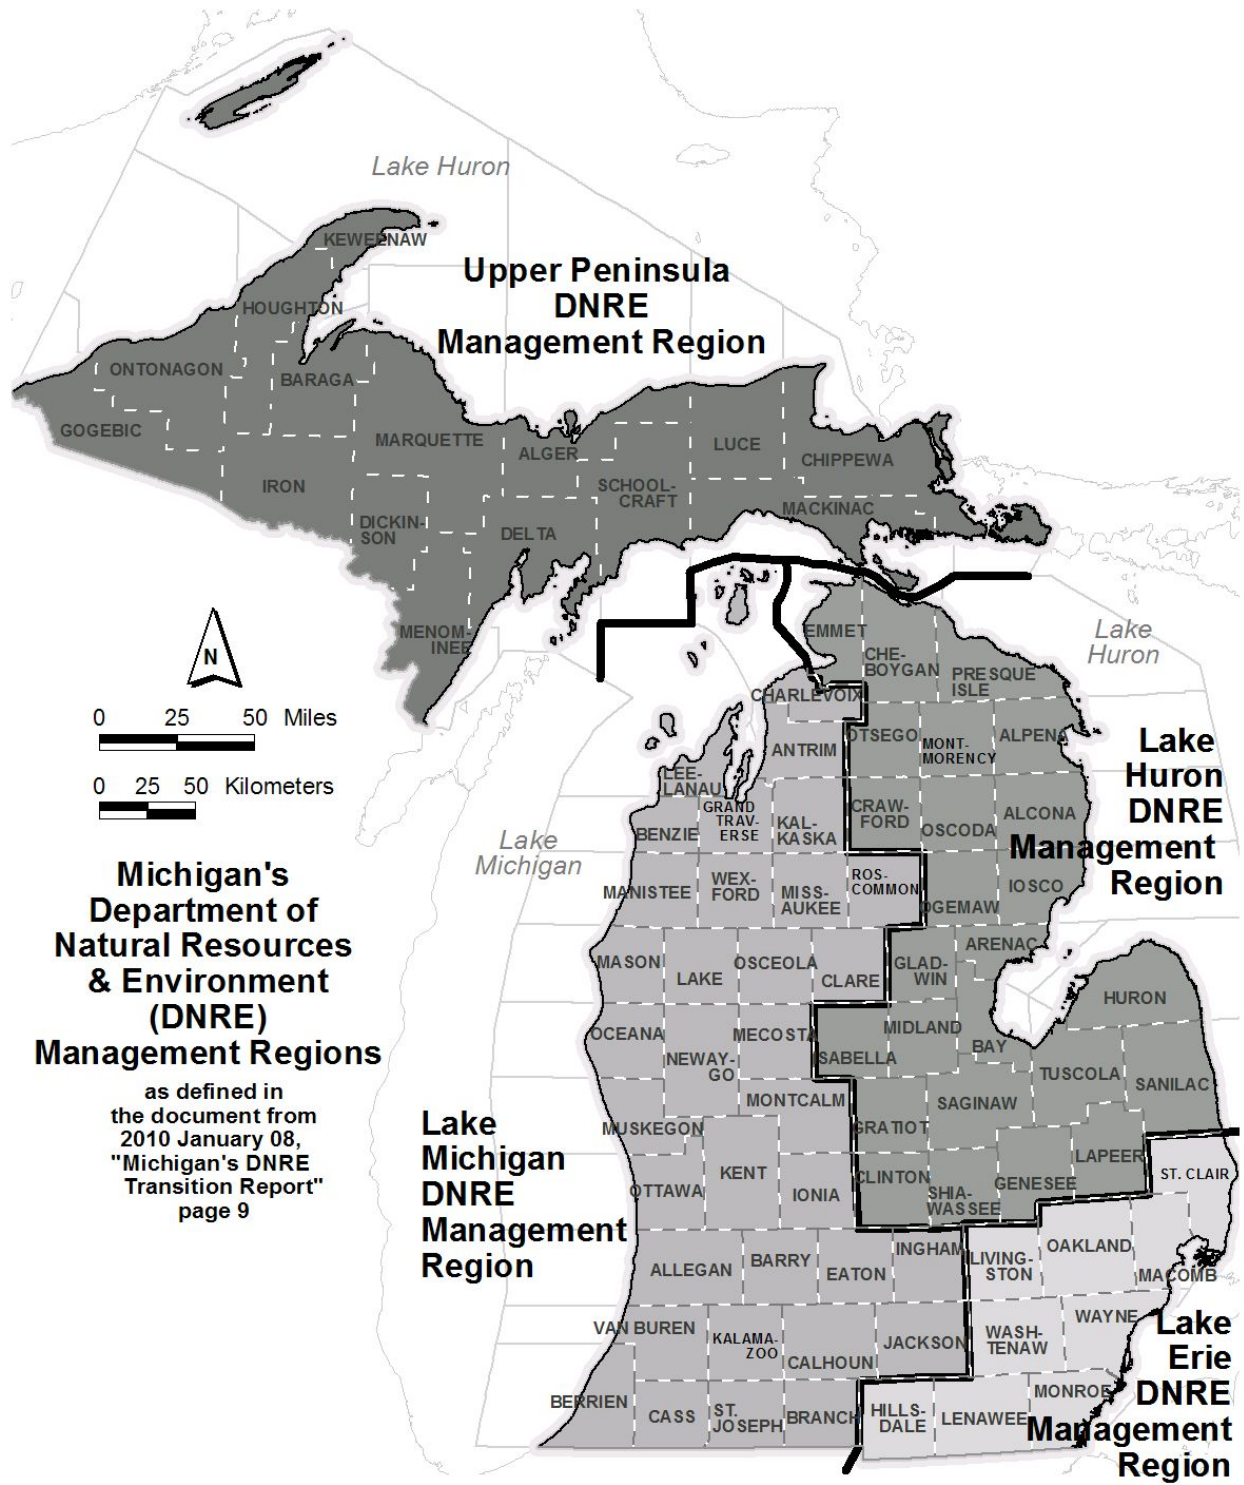 Lake Huron
Upper Peninsula
DNRE
Management Region
KEWEENAW
HOUGHTON
ONTONAGON
BARAGA
GOGEBIC
MARQUETTE
ALGER
LUCE
CHIPPEWA
IRON
SCHOOL-
CRAFT
MACKINAC
DICKIN-
SON
DELTA
MENOM-
INEE
N
0 25 50 Miles
0 25 50 Kilometers
Michigan's
Department of
Natural Resources
& Environment
(DNRE)
Management Regions
as defined in
the document from
2010 January 08,
"Michigan's DNRE
Transition Report"
page 9
Lake
Huron
EMMET
CHE-
BOYGAN
PRESQUE
ISLE
CHARLEVOIX
ANTRIM
OTSEGO
MONT-
MORENCY
ALPENA
Lake
Huron
DNRE
Management
Region
LEE-
LANAU
GRAND
TRAV-
ERSE
BENZIE
KAL-
KASKA
CRAW-
FORD
OSCODA
ALCONA
Lake
Michigan
MANISTEE
WEX-
FORD
MISS-
AUKEE
ROS-
COMMON
OGEMAW
IOSCO
ARENAC
MASON
LAKE
OSCEOLA
CLARE
GLAD-
WIN
HURON
OCEANA
NEWAY-
GO
MECOSTA
ISABELLA
MIDLAND
BAY
TUSCOLA
SANILAC
MONTCALM
SAGINAW
MUSKEGON
GRATIOT
Lake
Michigan
DNRE
Management
Region
KENT
OTTAWA
IONIA
CLINTON
SHIA-
WASSEE
GENESEE
LAPEER
ST. CLAIR
ALLEGAN
BARRY
EATON
INGHAM
LIVING-
STON
OAKLAND
MACOMB
VAN BUREN
KALAMA-
ZOO
CALHOUN
JACKSON
WASH-
TENAW
WAYNE
BERRIEN
CASS
ST.
JOSEPH
BRANCH
HILLS-
DALE
LENAWEE
MONROE
Lake
Erie
DNRE
Management
Region